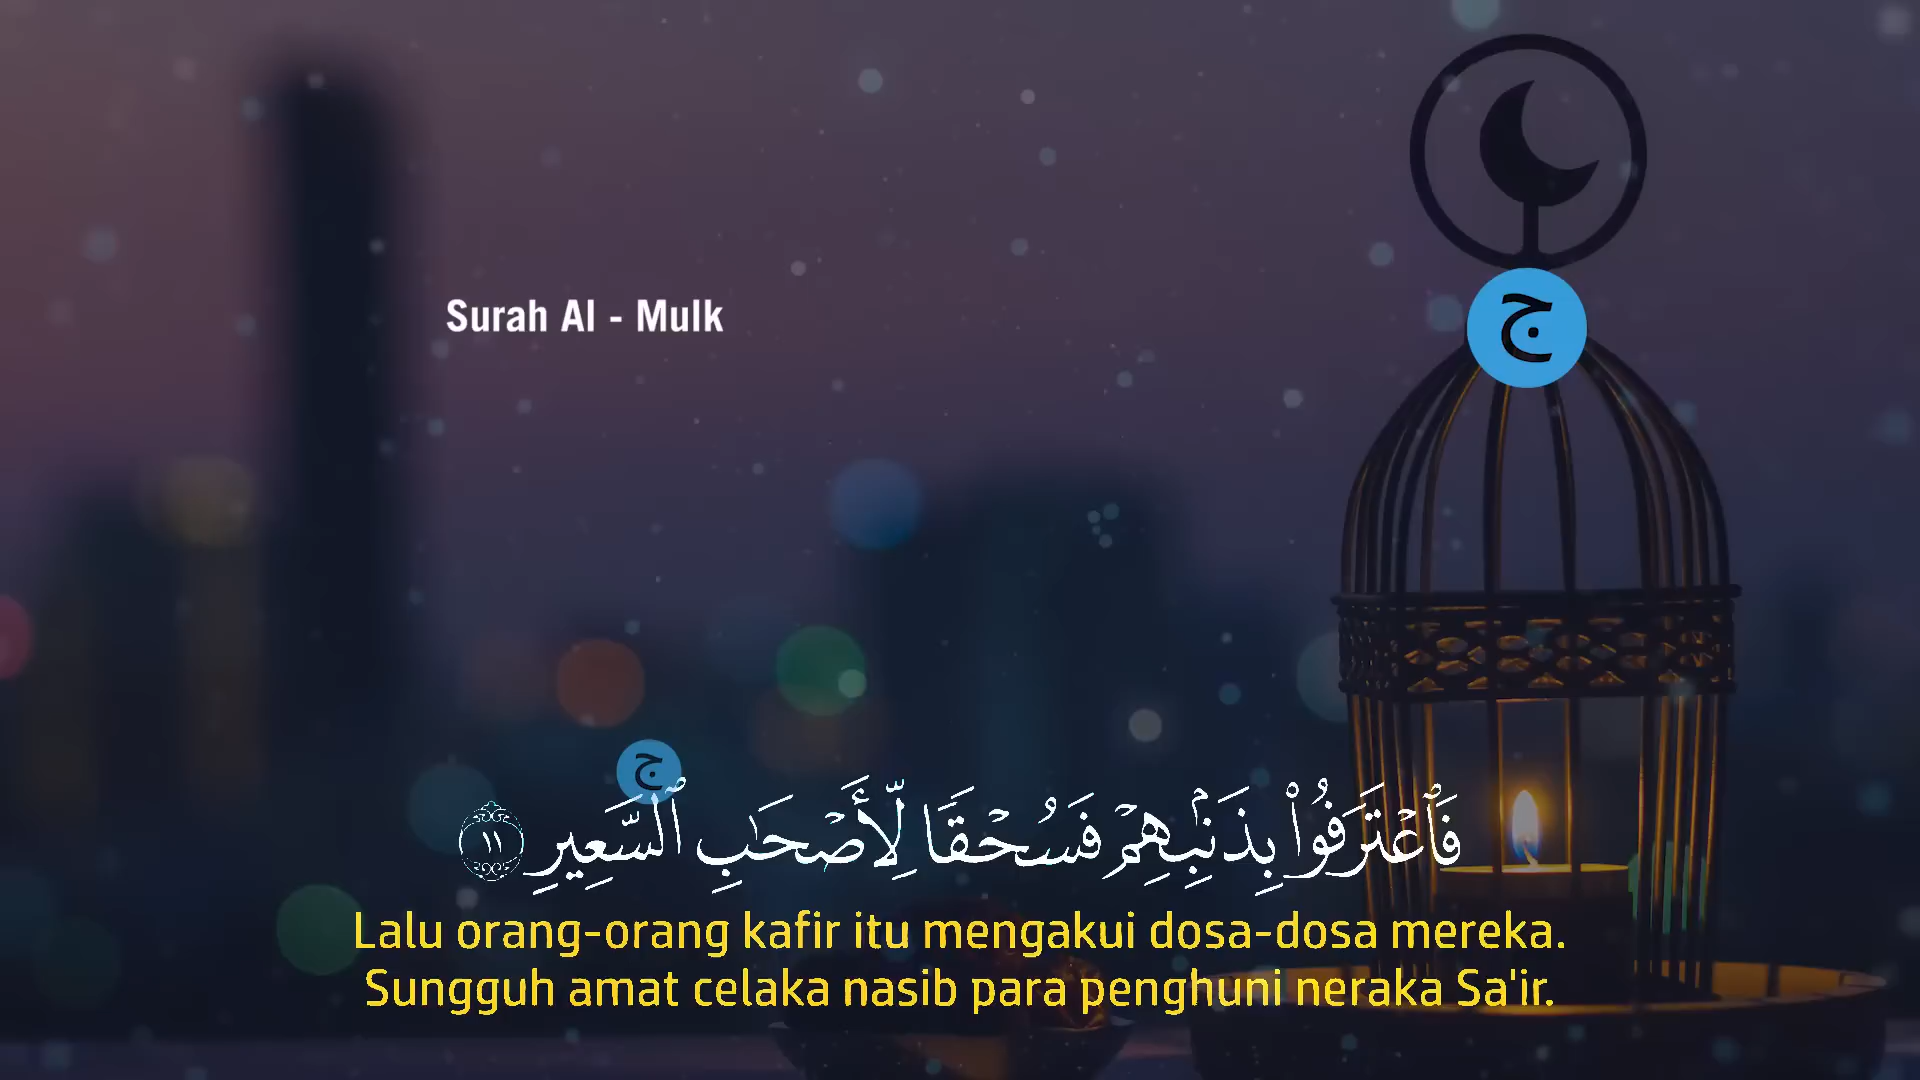 Surah Al - Mulk
ج
ج
فَٱعْتَرَفُوا۟ بِذَنۢبِهِمْ فَسُحْقًا لِّأَصْحَـٰبِ ٱلسَّعِيرِ ١١
Lalu orang-orang kafir itu mengakui dosa-dosa mereka.
Sungguh amat celaka nasib para penghuni neraka Sa'ir.